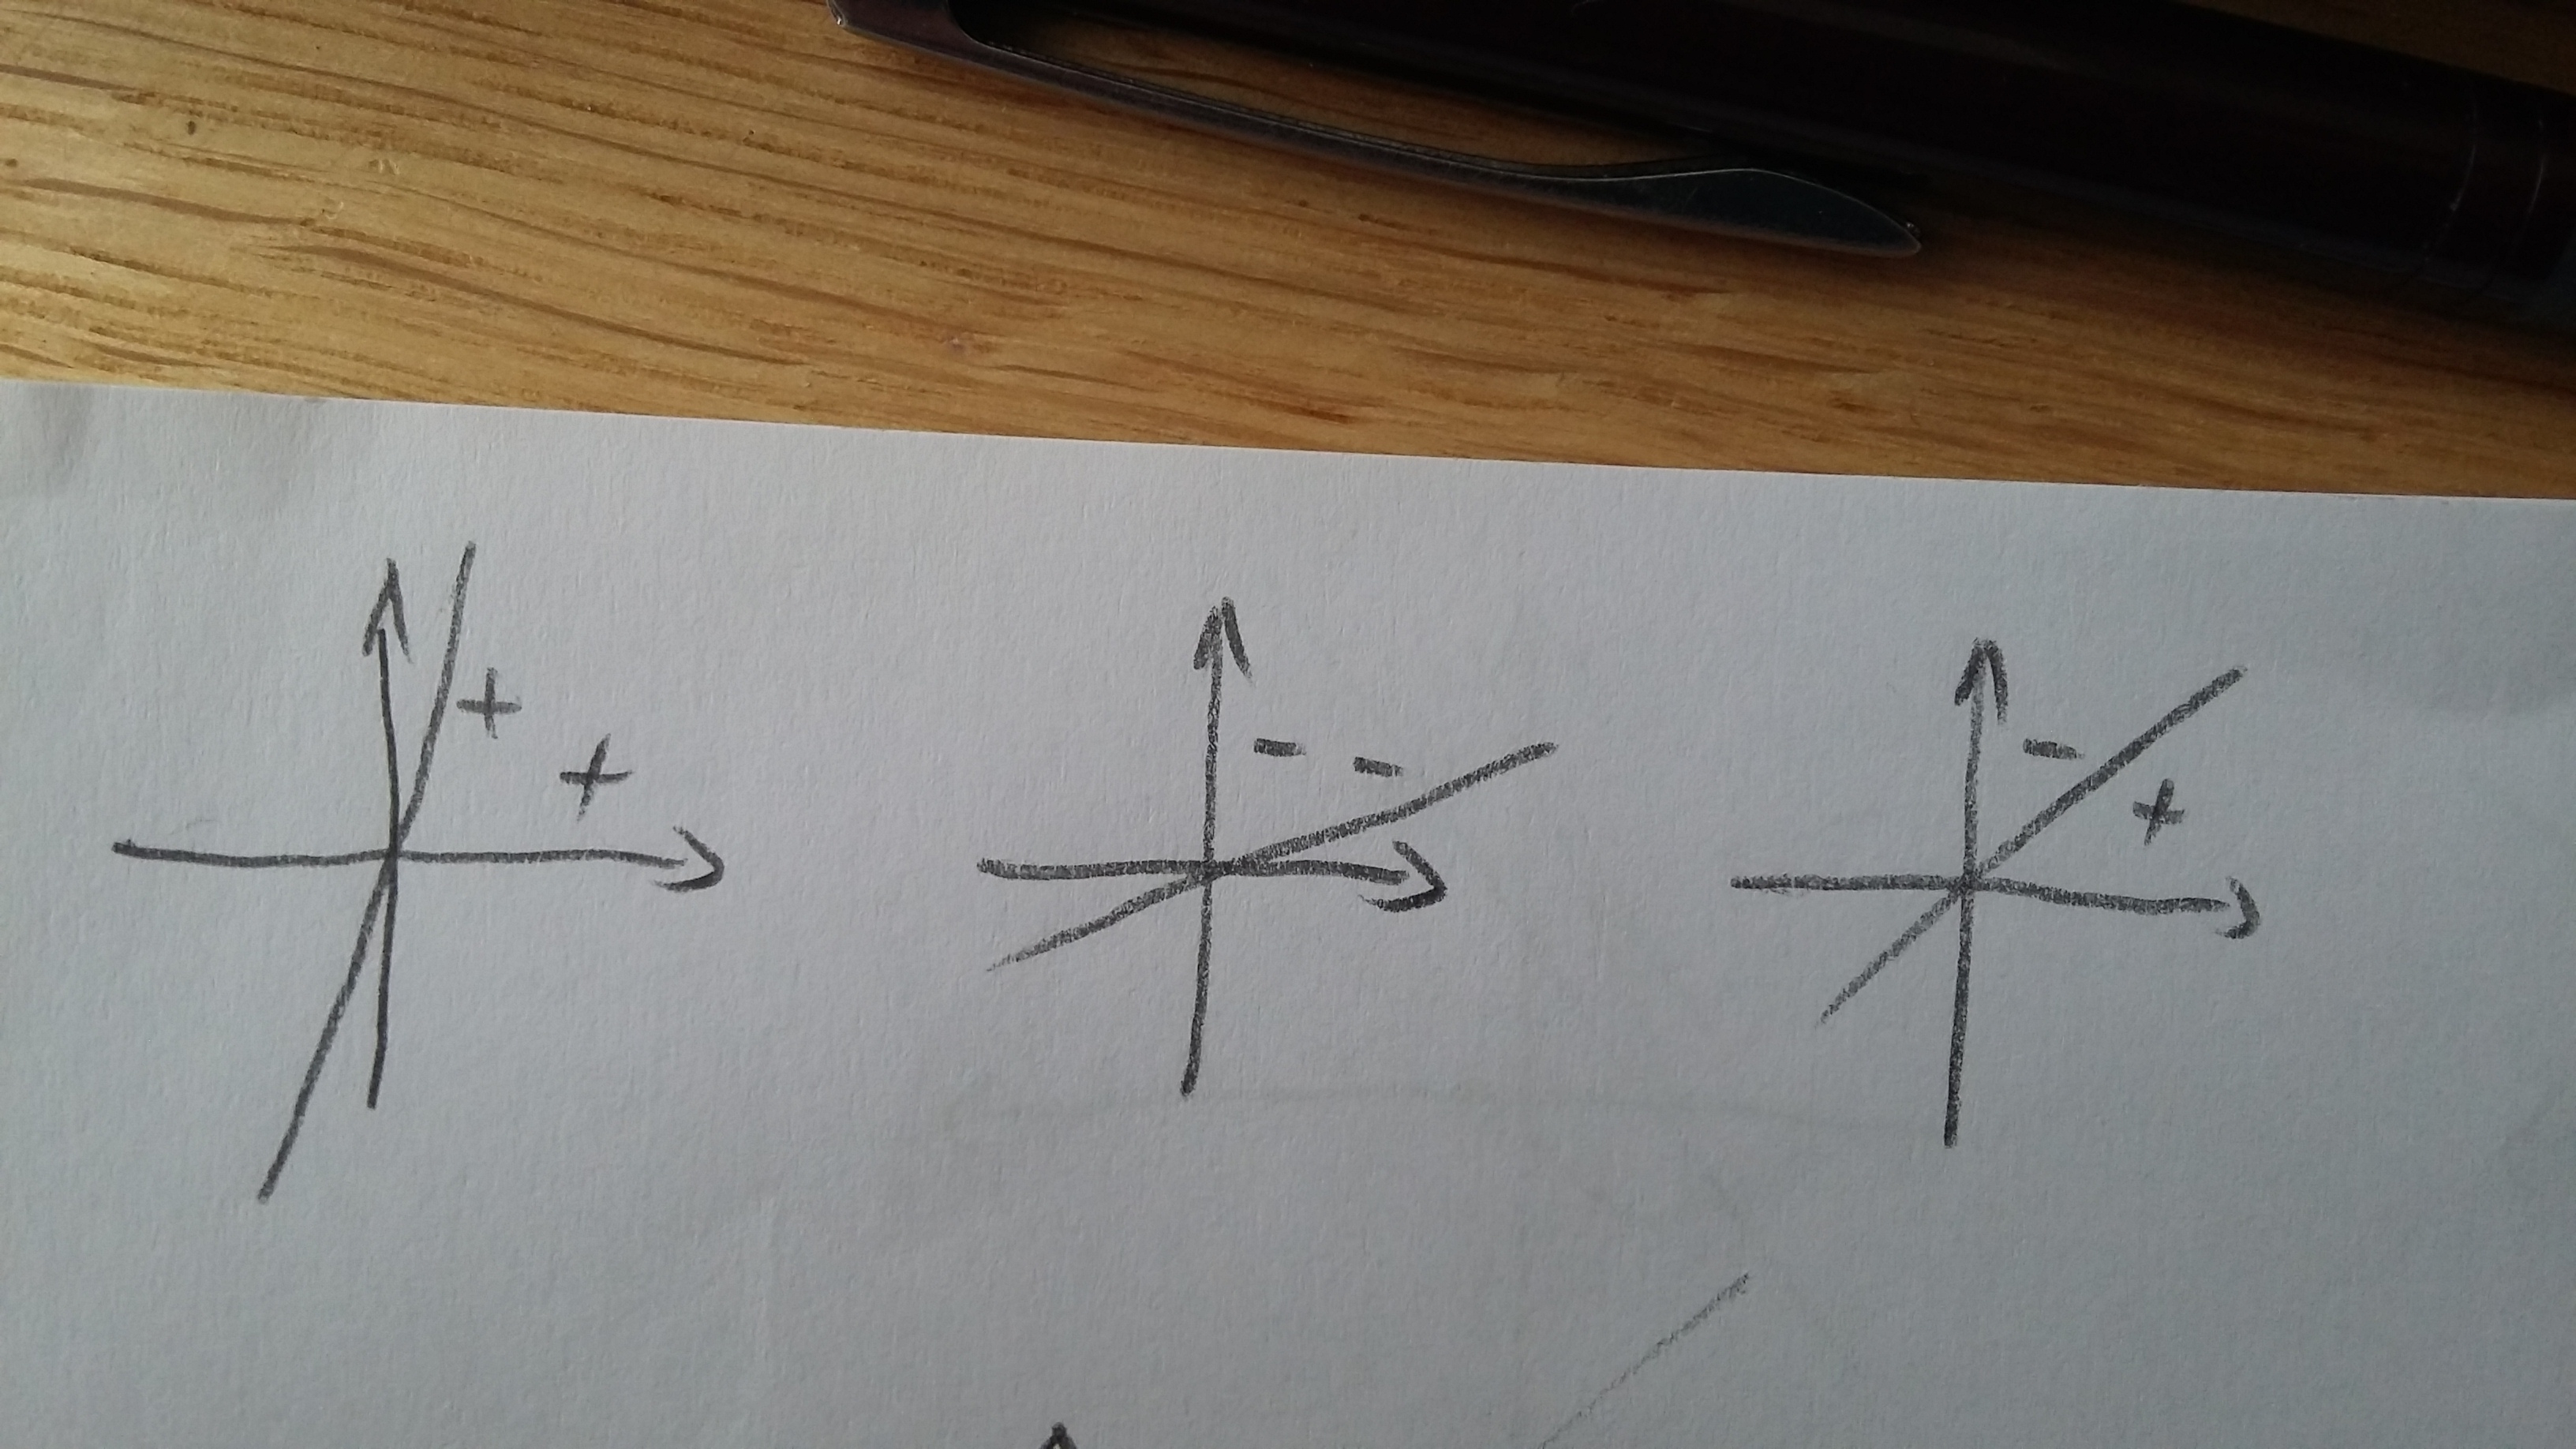 + +
- -
- +